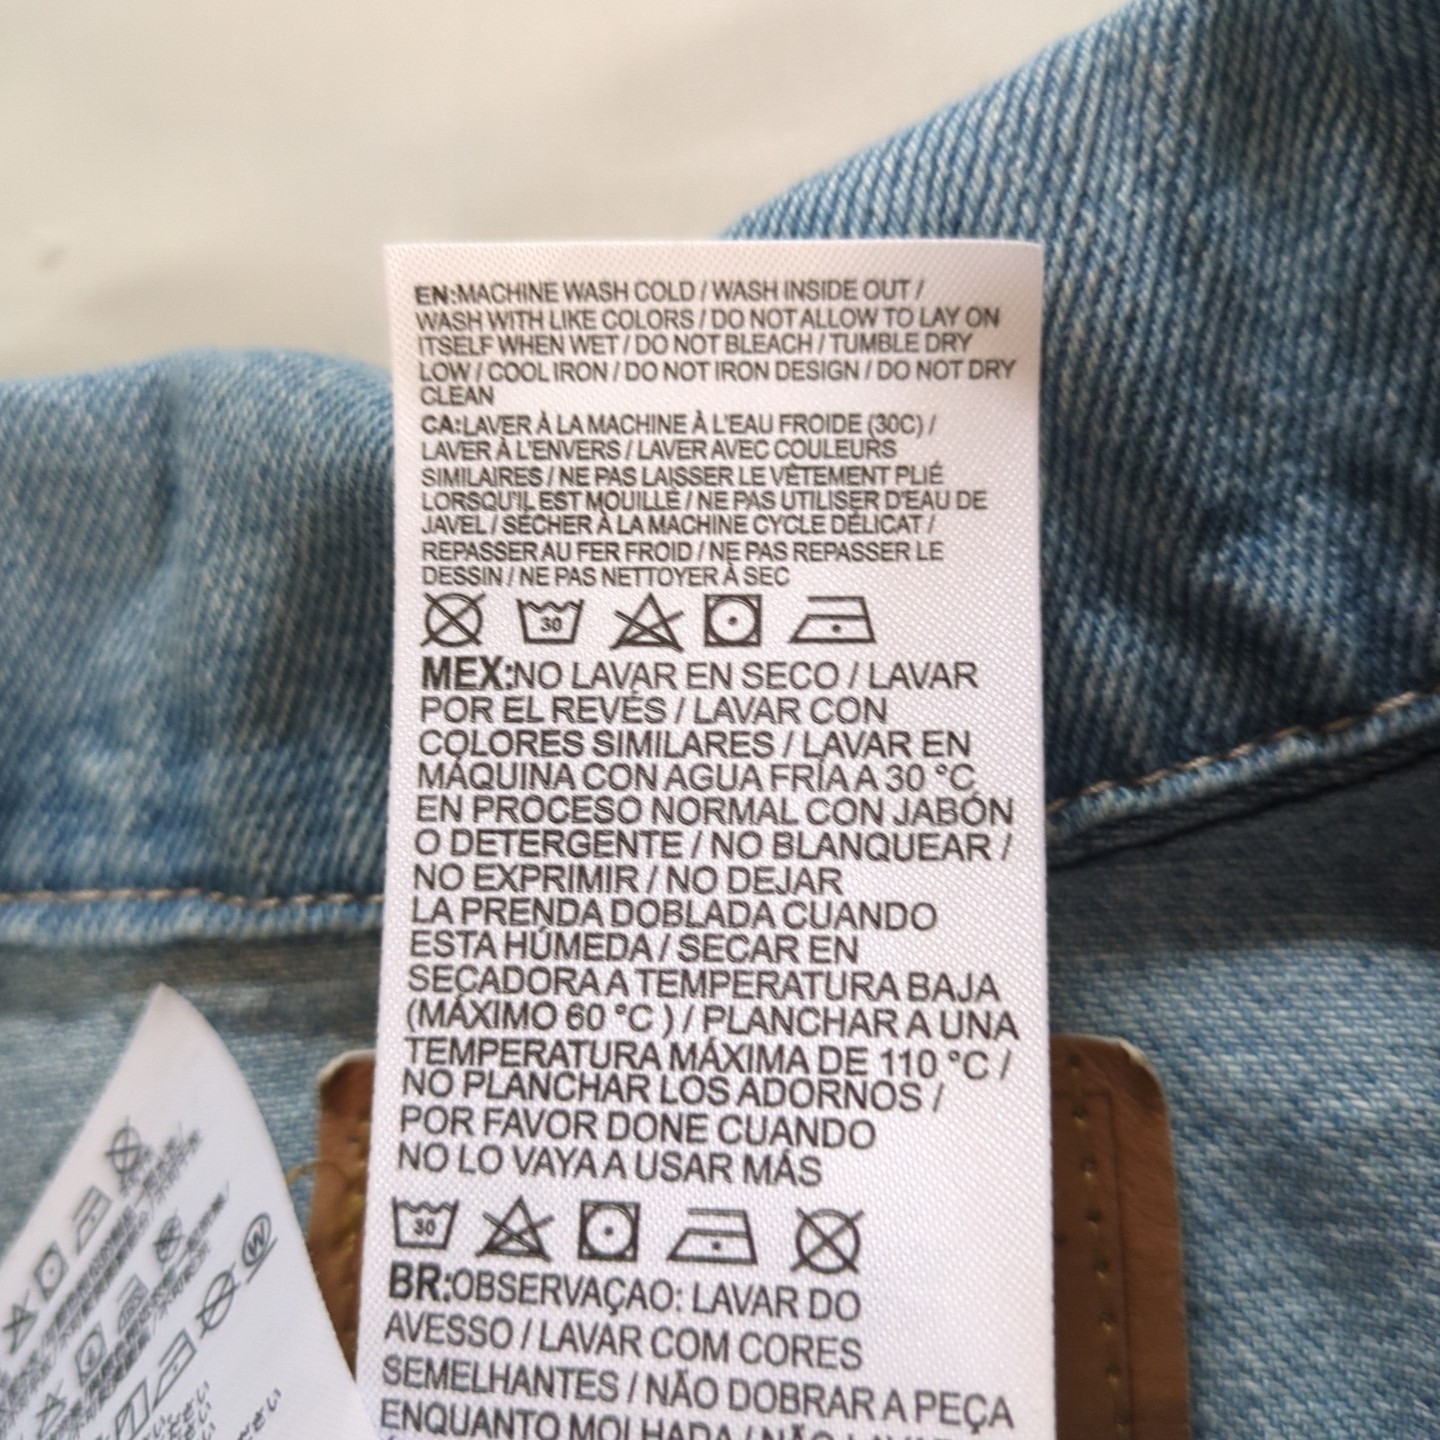 EN:MACHINE WASH COLD / WASH INSIDE OUT /
WASH WITH LIKE COLORS / DO NOT ALLOW TO LAY ON
ITSELF WHEN WET / DO NOT BLEACH / TUMBLE DRY
LOW / COOL IRON / DO NOT IRON DESIGN / DO NOT DRY
CLEAN
CA:LAVER À LA MACHINE À L'EAU FROIDE (30C) /
LAVER À L'ENVERS / LAVER AVEC COULEURS
SIMILAIRES / NE PAS LAISSER LE VÊTEMENT PLIÉ
LORSQU'IL EST MOUILLÉ / NE PAS UTILISER D'EAU DE
JAVEL / SÉCHER À LA MACHINE CYCLE DÉLICAT /
REPASSER AU FER FROID / NE PAS REPASSER LE
DESSIN / NE PAS NETTOYER À SEC
30
MEX:NO LAVAR EN SECO / LAVAR
POR EL REVÉS / LAVAR CON
COLORES SIMILARES / LAVAR EN
MÁQUINA CON AGUA FRÍA A 30 °C
EN PROCESO NORMAL CON JABÓN
O DETERGENTE / NO BLANQUEAR /
NO EXPRIMIR / NO DEJAR
LA PRENDA DOBLADA CUANDO
ESTA HÚMEDA / SECAR EN
SECADORA A TEMPERATURA BAJA
(MÁXIMO 60 °C ) / PLANCHAR A UNA
TEMPERATURA MÁXIMA DE 110 °C /
NO PLANCHAR LOS ADORNOS /
POR FAVOR DONE CUANDO
NO LO VAYA A USAR MÁS
30
BR:OBSERVAÇAO: LAVAR DO
AVESSO / LAVAR COM CORES
SEMELHANTES / NÃO DOBRAR A PEÇA
ENQUANTO MOLHADA / NÃO
W